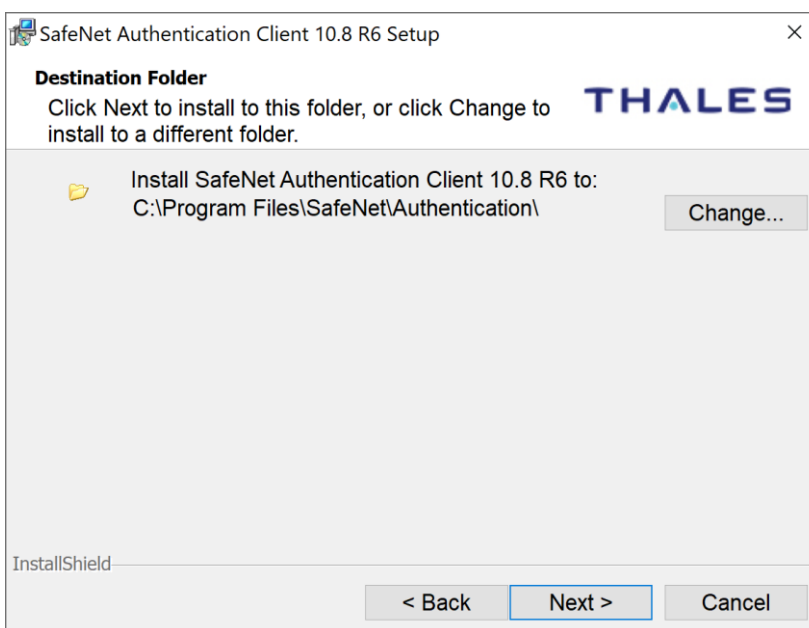 SafeNet Authentication Client 10.8 R6 Setup
Destination Folder
Click Next to install to this folder, or click Change to
install to a different folder.
THALES
Install SafeNet Authentication Client 10.8 R6 to:
C:\Program Files\SafeNet\Authentication\
Change...
InstallShield
< Back
Next >
Cancel